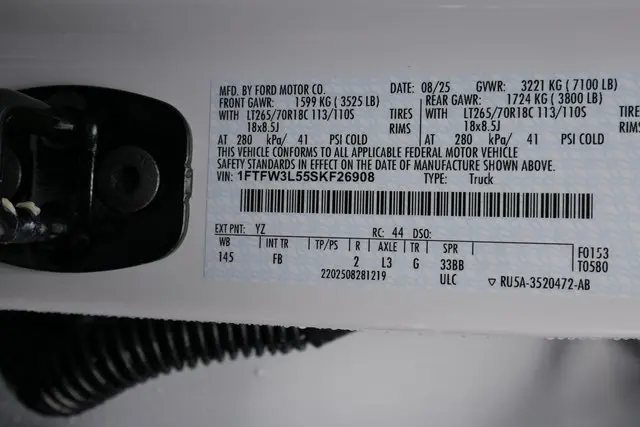 MFD. BY FORD MOTOR CO. DATE: 08/25 GVWR: 3221 KG ( 7100 LB)
FRONT GAWR: 1599 KG ( 3525 LB) REAR GAWR: 1724 KG ( 3800 LB)
WITH LT265/70R18C 113/110S TIRES WITH LT265/70R18C 113/110S TIRES
18x8.5J RIMS 18x8.5J RIMS
AT 280 kPa/ 41 PSI COLD AT 280 kPa/ 41 PSI COLD
THIS VEHICLE CONFORMS TO ALL APPLICABLE FEDERAL MOTOR VEHICLE
SAFETY STANDARDS IN EFFECT ON THE DATE OF MANUFACTURE SHOWN ABOVE.
VIN: 1FTFW3L55SKF26908 TYPE: Truck
EXT PNT: YZ RC: 44 DSO:
WB INT TR TP/PS R AXLE TR SPR F0153
145 FB 2 L3 G 33BB T0580
2202508281219 ULC ▽ RU5A-3520472-AB